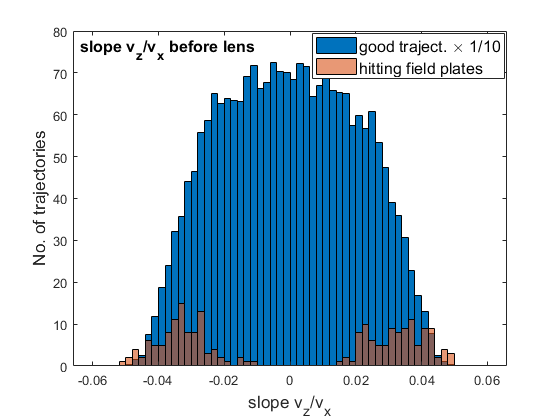 slope v_z/v_x before lens
good traject. × 1/10
hitting field plates
No. of trajectories
80
70
60
50
40
30
20
10
0
-0.06 -0.04 -0.02 0 0.02 0.04 0.06
slope v_z/v_x